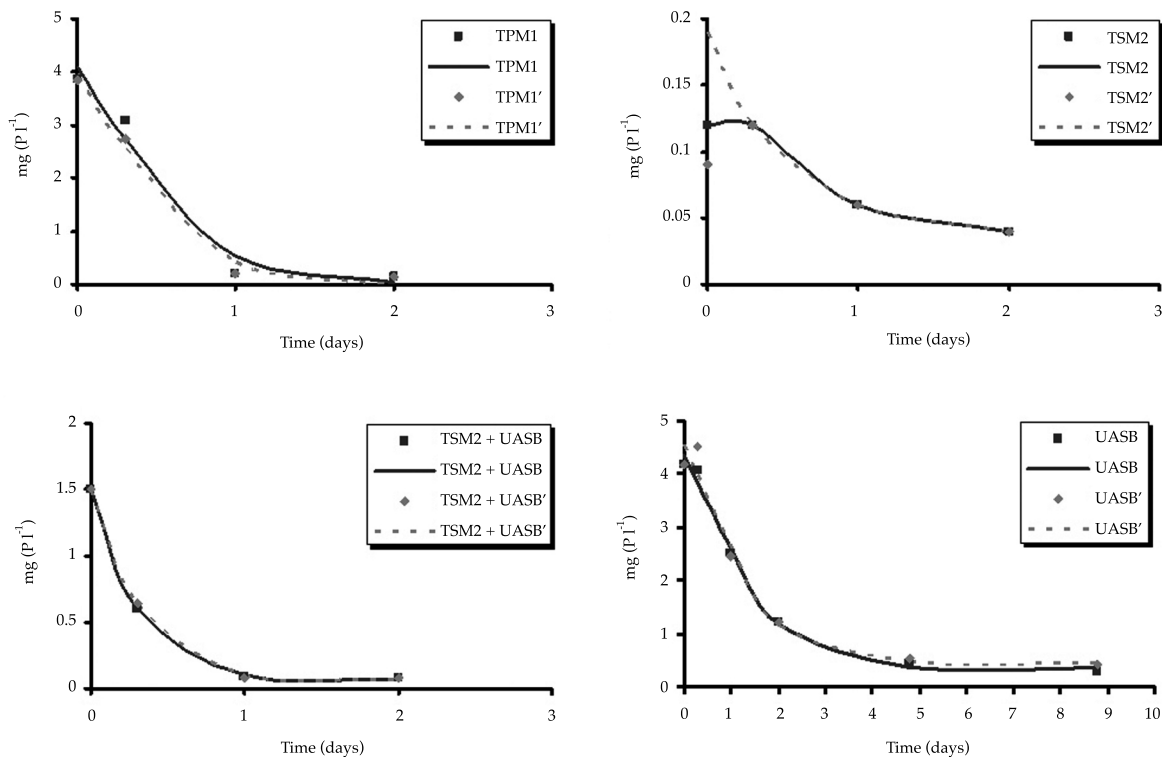 5
4
3
2
1
0
mg (P l⁻¹)
0 1 2 3
Time (days)
TPM1
TPM1
TPM1′
TPM1′
0.2
0.15
0.1
0.05
0
mg (P l⁻¹)
0 1 2 3
Time (days)
TSM2
TSM2
TSM2′
TSM2′
2
1.5
1
0.5
0
mg (P l⁻¹)
0 1 2 3
Time (days)
TSM2 + UASB
TSM2 + UASB
TSM2 + UASB′
TSM2 + UASB′
5
4
3
2
1
0
mg (P l⁻¹)
0 1 2 3 4 5 6 7 8 9 10
Time (days)
UASB
UASB
UASB′
UASB′